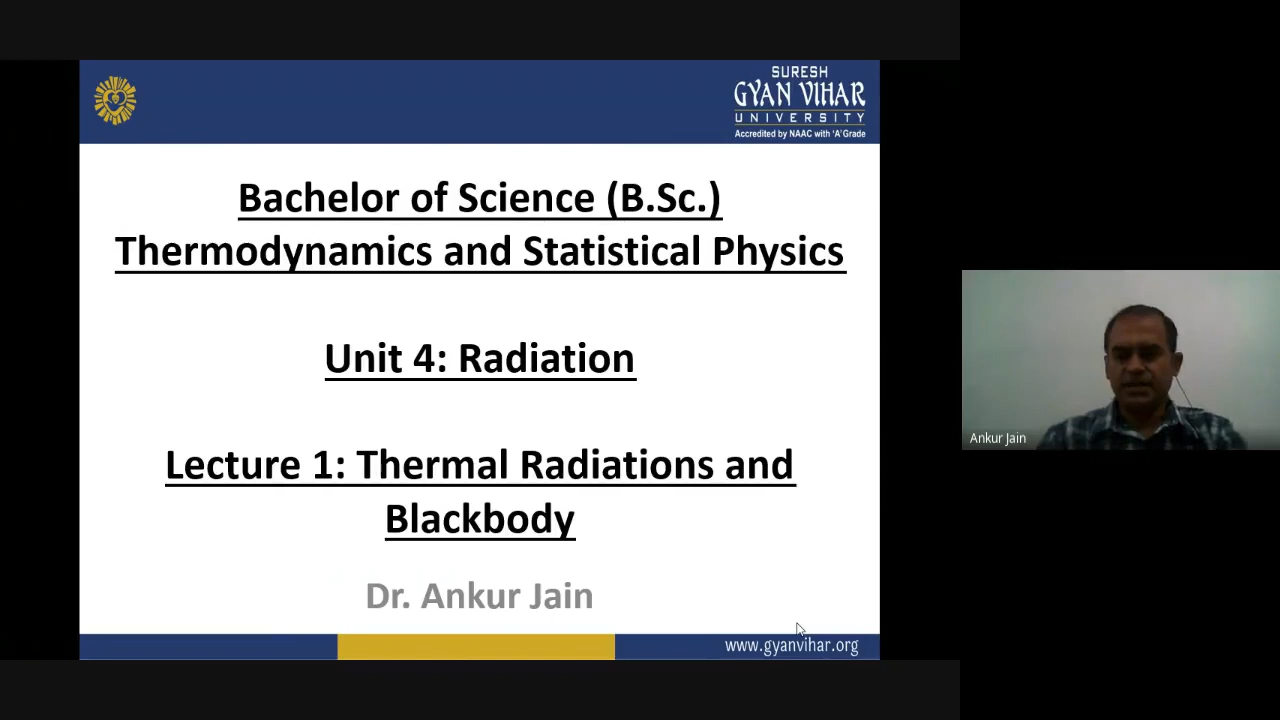 SURESH
GYAN VIHAR
UNIVERSITY
Accredited by NAAC with 'A' Grade
Bachelor of Science (B.Sc.)
Thermodynamics and Statistical Physics
Unit 4: Radiation
Lecture 1: Thermal Radiations and
Blackbody
Dr. Ankur Jain
www.gyanvihar.org
Ankur Jain